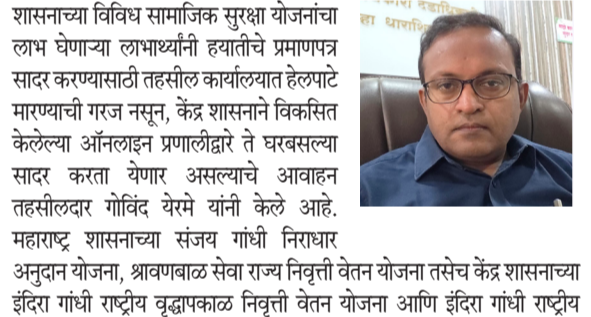 शासनाच्या विविध सामाजिक सुरक्षा योजनांचा
लाभ घेणाऱ्या लाभार्थ्यांनी हयातीचे प्रमाणपत्र
सादर करण्यासाठी तहसील कार्यालयात हेलपाटे
मारण्याची गरज नसून, केंद्र शासनाने विकसित
केलेल्या ऑनलाइन प्रणालीद्वारे ते घरबसल्या
सादर करता येणार असल्याचे आवाहन
तहसीलदार गोविंद येरमे यांनी केले आहे.
महाराष्ट्र शासनाच्या संजय गांधी निराधार
अनुदान योजना, श्रावणबाळ सेवा राज्य निवृत्ती वेतन योजना तसेच केंद्र शासनाच्या
इंदिरा गांधी राष्ट्रीय वृद्धापकाळ निवृत्ती वेतन योजना आणि इंदिरा गांधी राष्ट्रीय